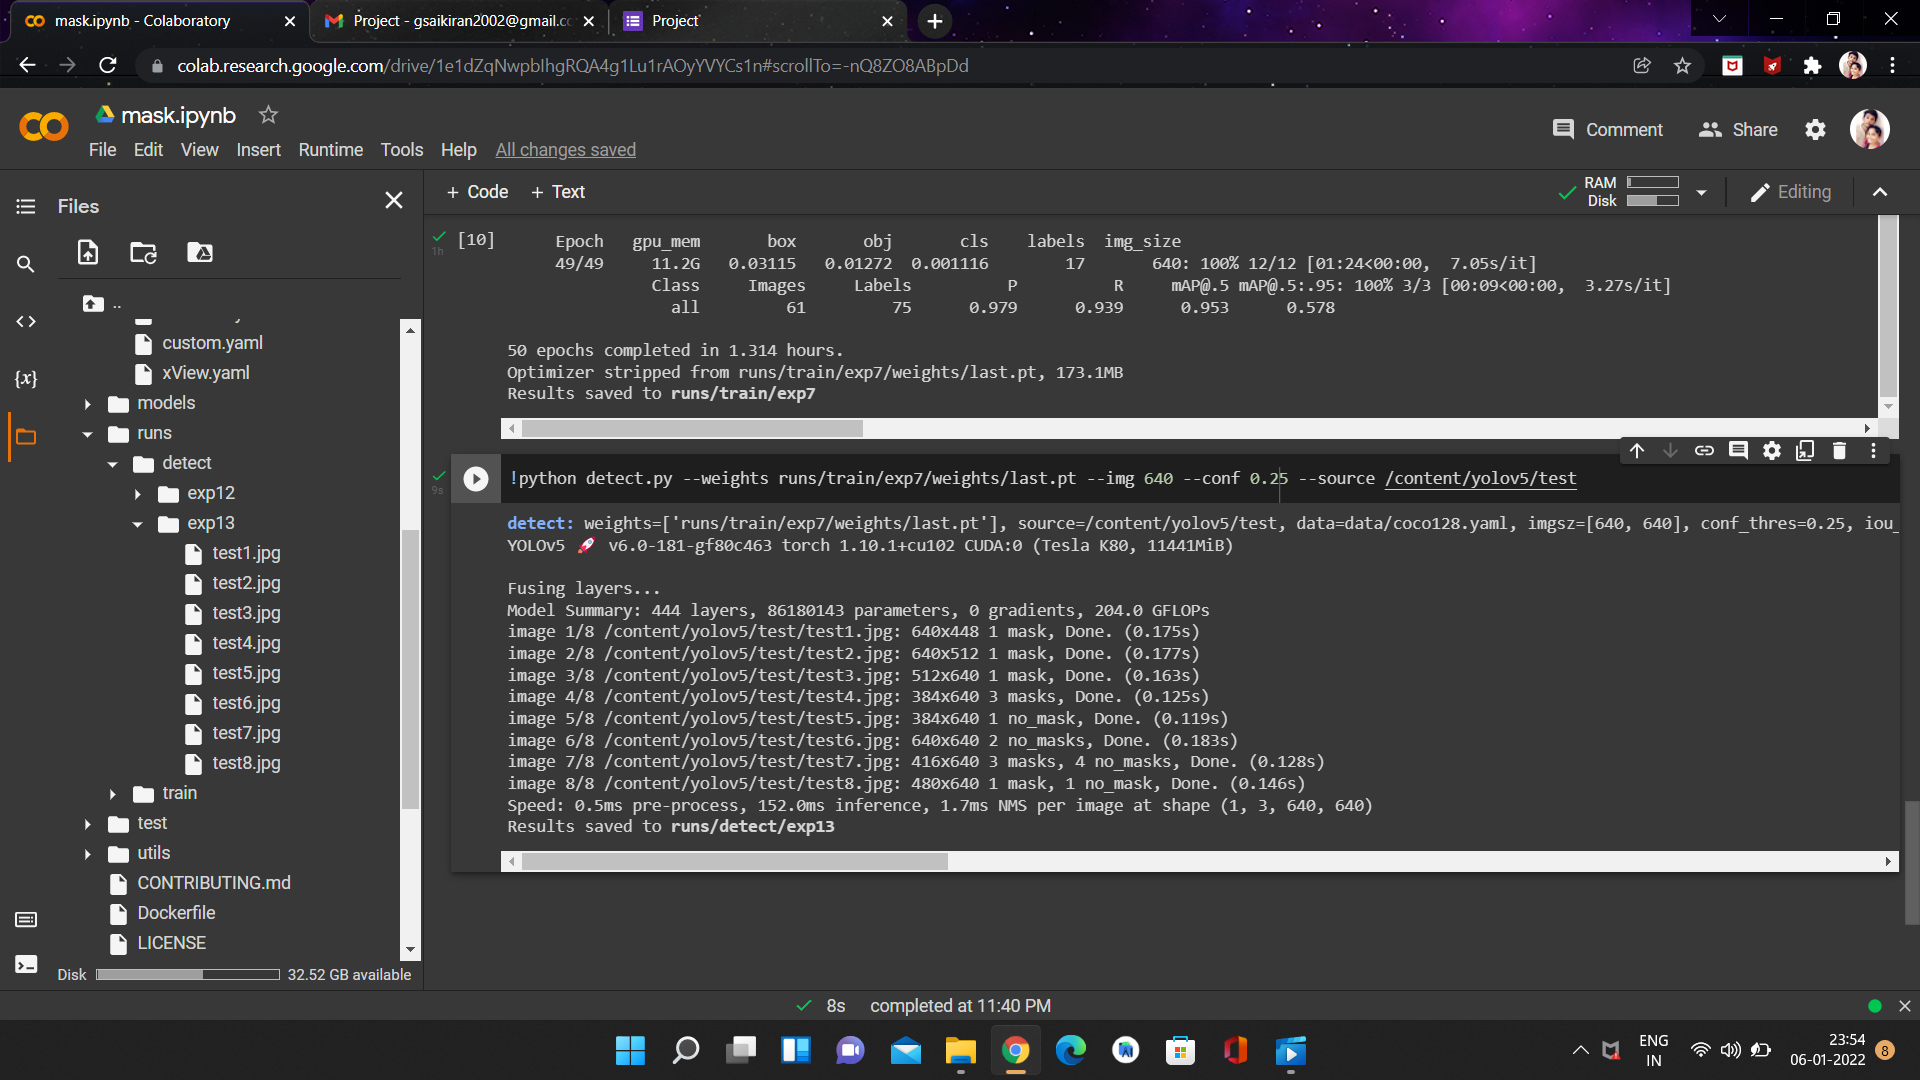 mask.ipynb - Colaboratory
Project - gsaikiran2002@gmail.co
Project
colab.research.google.com/drive/1e1dZqNwpbIhgRQA4g1Lu1rAOyYVYCs1n#scrollTo=-nQ8ZO8ABpDd
mask.ipynb
File Edit View Insert Runtime Tools Help All changes saved
Comment
Share
Files
+ Code + Text
RAM
Disk
Editing
..
custom.yaml
xView.yaml
models
runs
detect
exp12
exp13
test1.jpg
test2.jpg
test3.jpg
test4.jpg
test5.jpg
test6.jpg
test7.jpg
test8.jpg
train
test
utils
CONTRIBUTING.md
Dockerfile
LICENSE
Disk 32.52 GB available
1h
[10]
Epoch gpu_mem box obj cls labels img_size
49/49 11.2G 0.03115 0.01272 0.001116 17 640: 100% 12/12 [01:24<00:00, 7.05s/it]
Class Images Labels P R mAP@.5 mAP@.5:.95: 100% 3/3 [00:09<00:00, 3.27s/it]
all 61 75 0.979 0.939 0.953 0.578
50 epochs completed in 1.314 hours.
Optimizer stripped from runs/train/exp7/weights/last.pt, 173.1MB
Results saved to runs/train/exp7
9s
!python detect.py --weights runs/train/exp7/weights/last.pt --img 640 --conf 0.25 --source /content/yolov5/test
detect: weights=['runs/train/exp7/weights/last.pt'], source=/content/yolov5/test, data=data/coco128.yaml, imgsz=[640, 640], conf_thres=0.25, iou_
YOLOv5 🚀 v6.0-181-gf80c463 torch 1.10.1+cu102 CUDA:0 (Tesla K80, 11441MiB)
Fusing layers...
Model Summary: 444 layers, 86180143 parameters, 0 gradients, 204.0 GFLOPs
image 1/8 /content/yolov5/test/test1.jpg: 640x448 1 mask, Done. (0.175s)
image 2/8 /content/yolov5/test/test2.jpg: 640x512 1 mask, Done. (0.177s)
image 3/8 /content/yolov5/test/test3.jpg: 512x640 1 mask, Done. (0.163s)
image 4/8 /content/yolov5/test/test4.jpg: 384x640 3 masks, Done. (0.125s)
image 5/8 /content/yolov5/test/test5.jpg: 384x640 1 no_mask, Done. (0.119s)
image 6/8 /content/yolov5/test/test6.jpg: 640x640 2 no_masks, Done. (0.183s)
image 7/8 /content/yolov5/test/test7.jpg: 416x640 3 masks, 4 no_masks, Done. (0.128s)
image 8/8 /content/yolov5/test/test8.jpg: 480x640 1 mask, 1 no_mask, Done. (0.146s)
Speed: 0.5ms pre-process, 152.0ms inference, 1.7ms NMS per image at shape (1, 3, 640, 640)
Results saved to runs/detect/exp13
8s completed at 11:40 PM
ENG
IN
23:54
06-01-2022
8